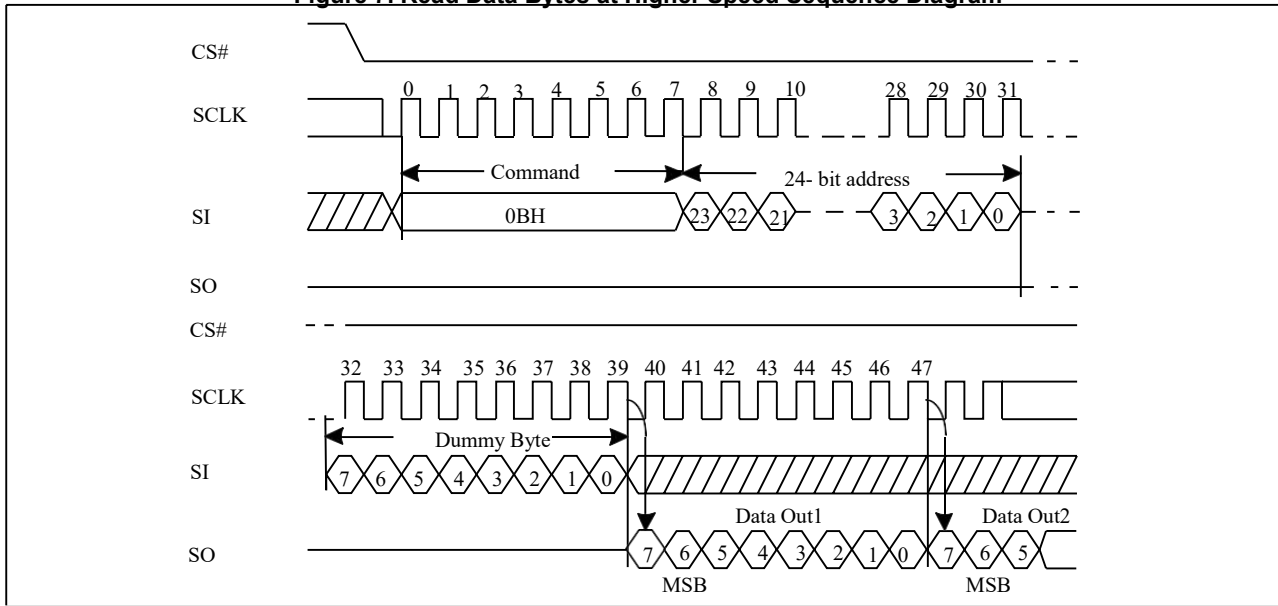 Figure 7. Read Data Bytes at Higher Speed Sequence Diagram
CS#
0 1 2 3 4 5 6 7 8 9 10 28 29 30 31
SCLK
Command 24- bit address
SI 0BH 23 22 21 3 2 1 0
SO
CS#
32 33 34 35 36 37 38 39 40 41 42 43 44 45 46 47
SCLK
Dummy Byte
SI 7 6 5 4 3 2 1 0
Data Out1 Data Out2
SO 7 6 5 4 3 2 1 0 7 6 5
MSB MSB